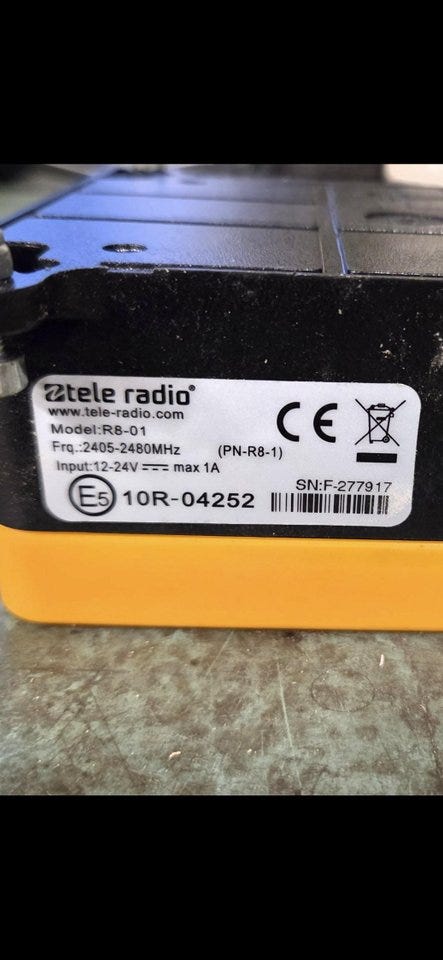 tele radio®
www.tele-radio.com
Model:R8-01
Frq.:2405-2480MHz (PN-R8-1)
Input:12-24V⎓ max 1A
CE
E5 10R-04252
SN:F-277917